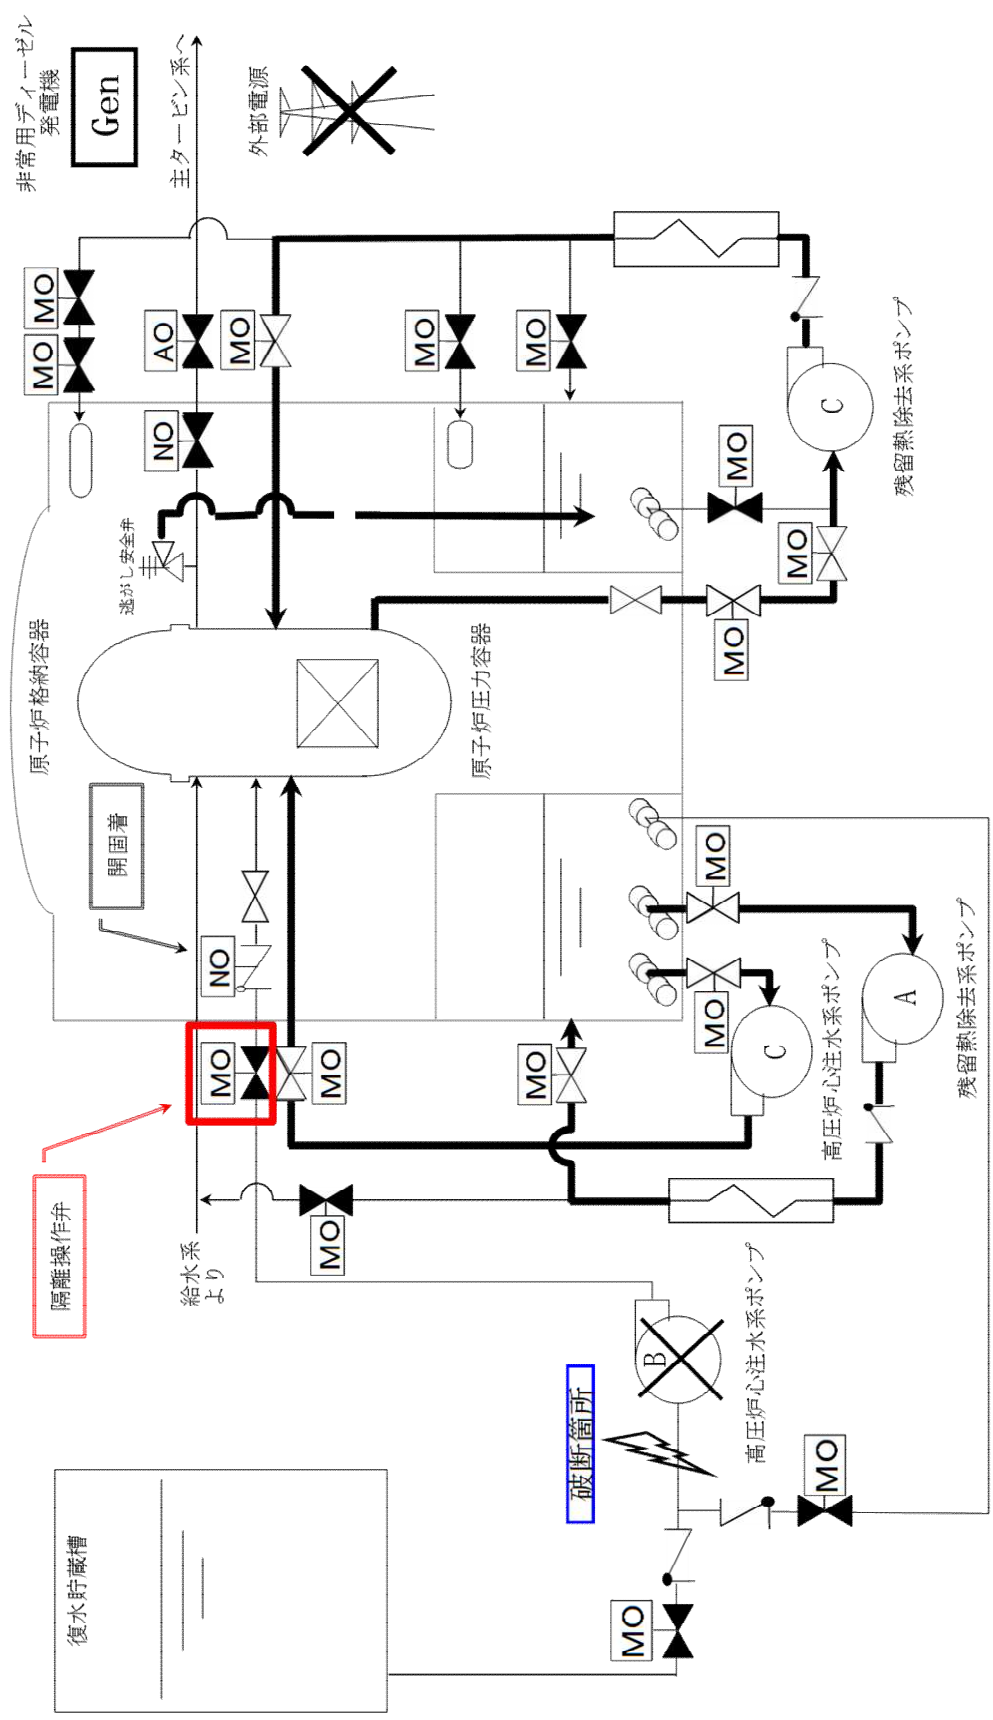 非常用ディーゼル
発電機
Gen
主タービン系へ
外部電源
MO
MO
AO
MO
NO
MO
MO
逃がし安全弁
原子炉格納容器
原子炉圧力容器
MO
MO
MO
C
残留熱除去系ポンプ
開固着
NO
MO
MO
MO
MO
MO
C
高圧炉心注水系ポンプ
A
残留熱除去系ポンプ
隔離操作弁
給水系
より
MO
B
高圧炉心注水系ポンプ
破断箇所
MO
MO
復水貯蔵槽